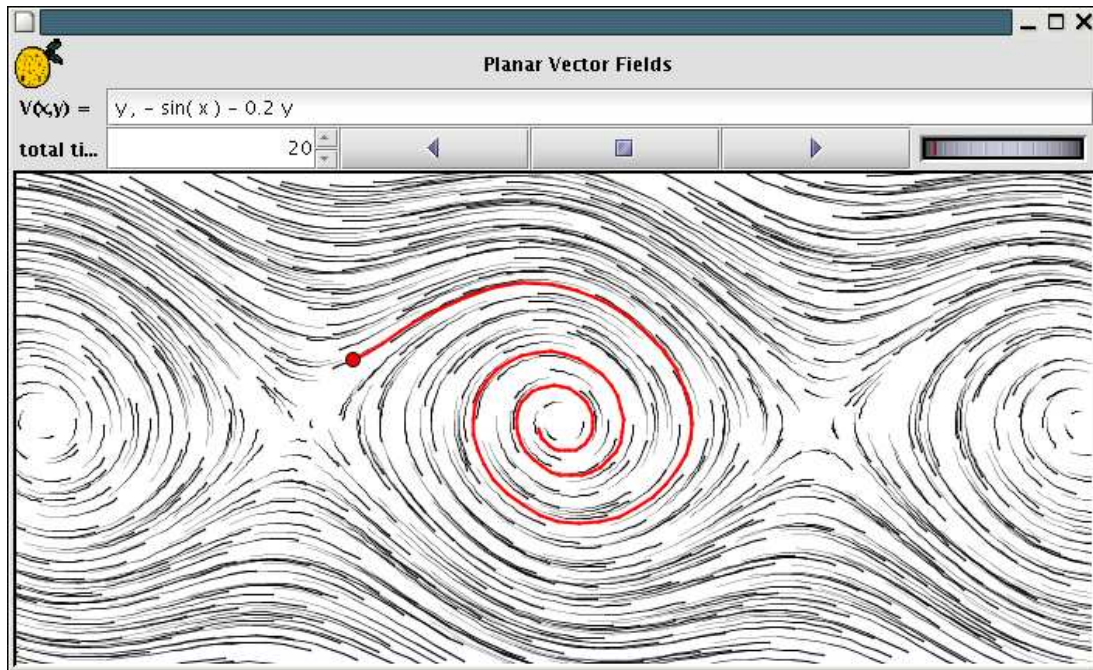 Planar Vector Fields
V(x,y) = y, - sin( x ) - 0.2 y
total ti... 20